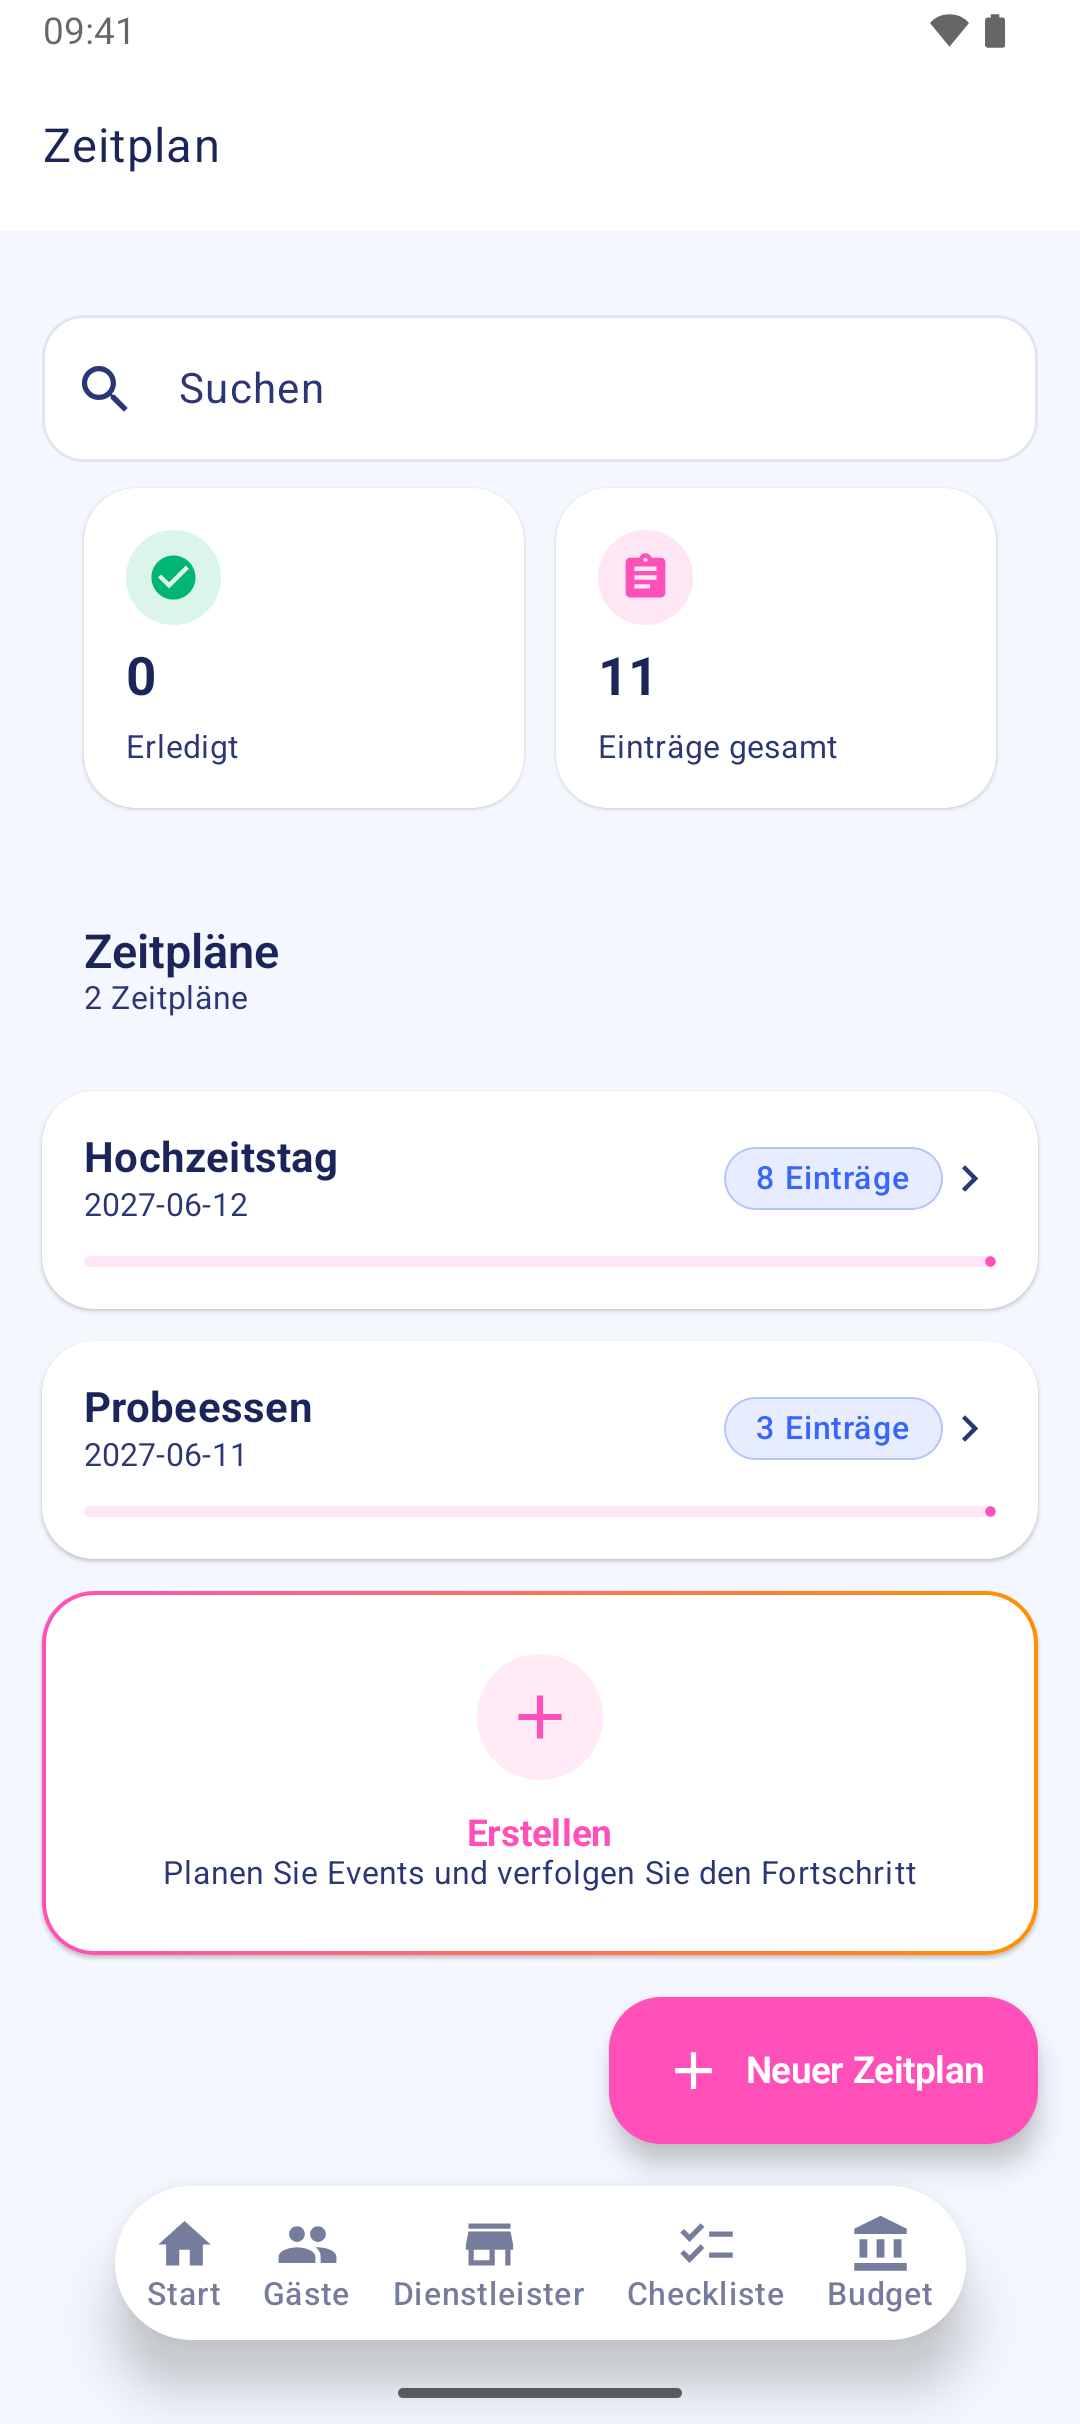 09:41
Zeitplan
Suchen
0
Erledigt
11
Einträge gesamt
Zeitpläne
2 Zeitpläne
Hochzeitstag
2027-06-12
8 Einträge
Probeessen
2027-06-11
3 Einträge
Erstellen
Planen Sie Events und verfolgen Sie den Fortschritt
Neuer Zeitplan
Start
Gäste
Dienstleister
Checkliste
Budget